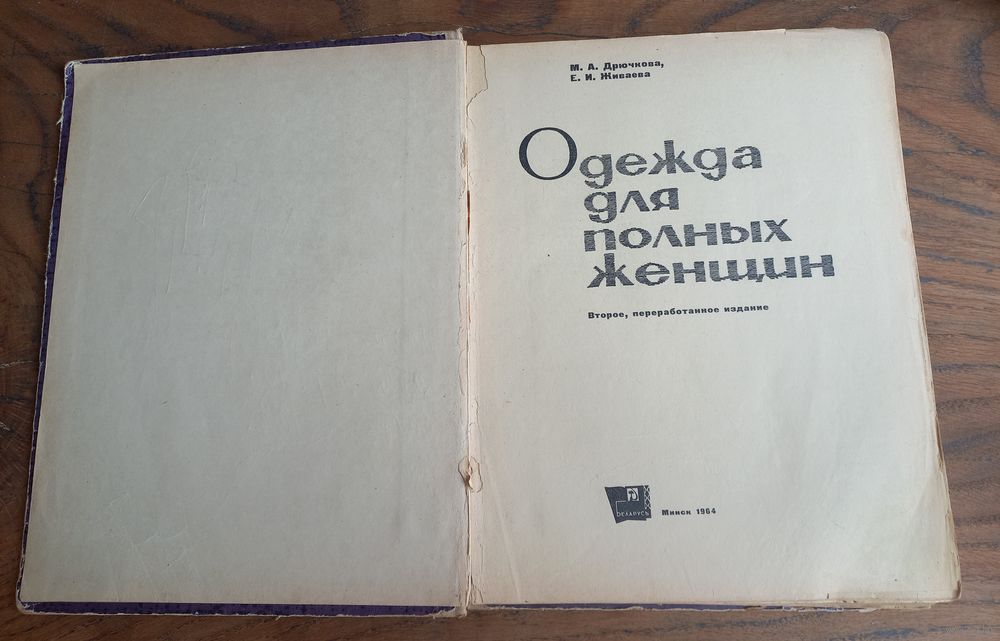 М. А. Дрючкова,
Е. И. Живаева
Одежда
для
полных
женщин
Второе, переработанное издание
БЕЛАРУСЬ
Минск 1964